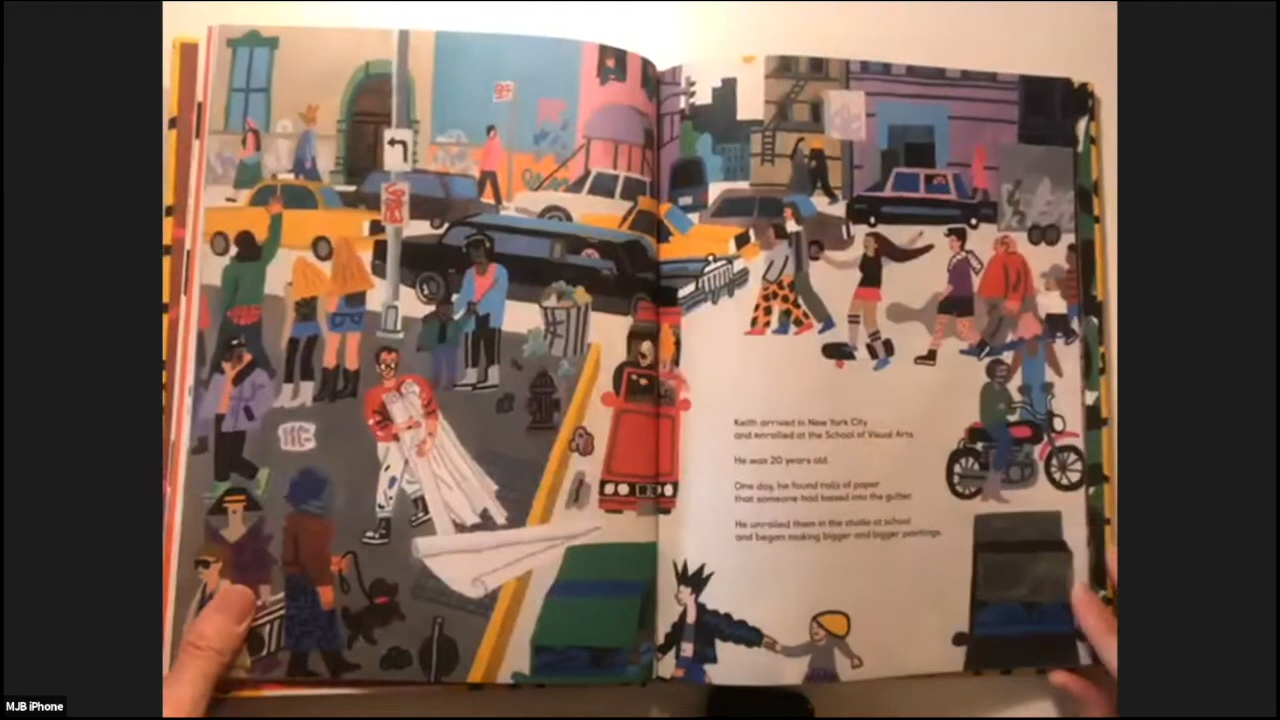 Keith arrived in New York City
and enrolled at the School of Visual Arts.
He was 20 years old.
One day, he found rolls of paper
that someone had tossed into the gutter.
He unrolled them in the studio at school
and began making bigger and bigger paintings.
MJB iPhone